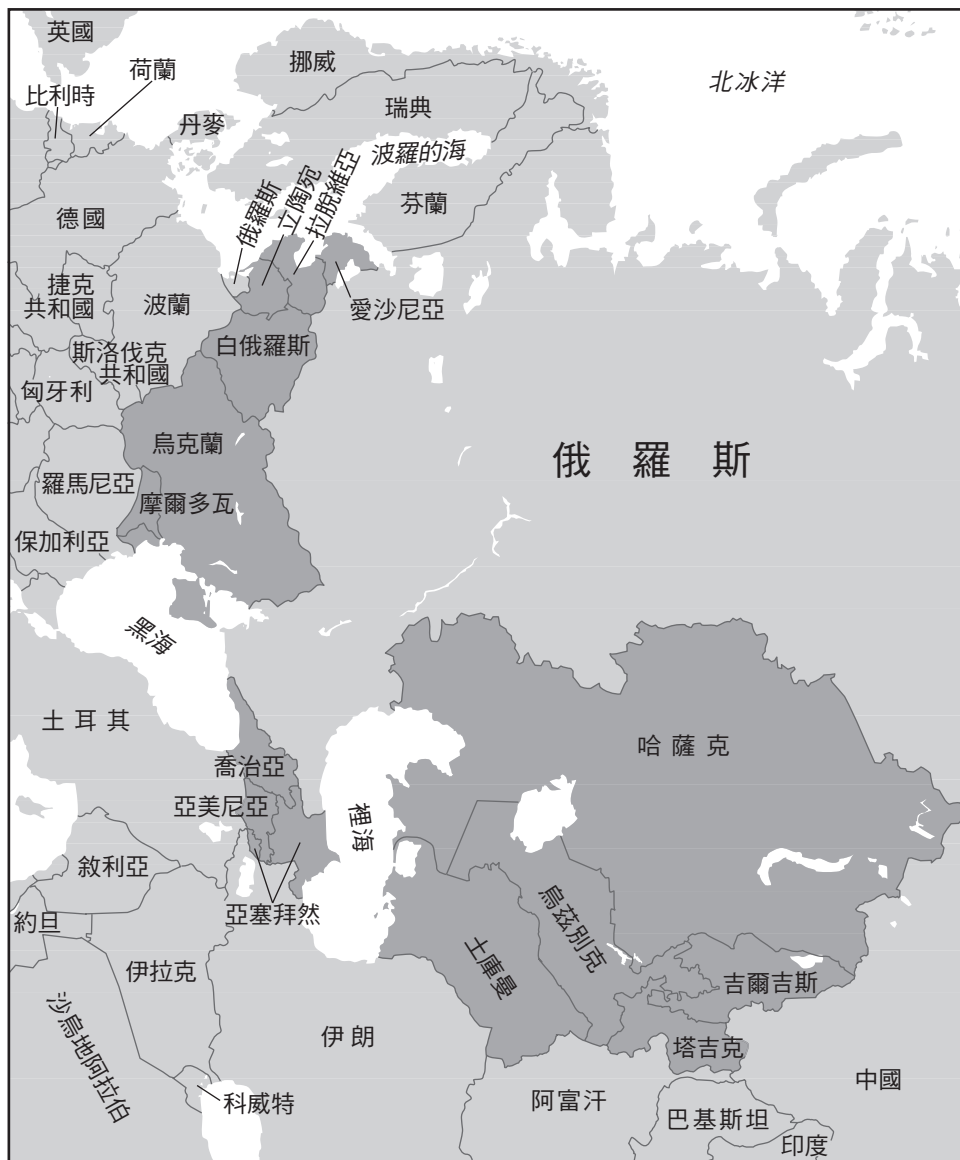 英國
荷蘭
比利時
丹麥
挪威
瑞典
北冰洋
波羅的海
芬蘭
俄羅斯
立陶宛
拉脫維亞
愛沙尼亞
德國
捷克
共和國
波蘭
白俄羅斯
斯洛伐克
共和國
匈牙利
烏克蘭
俄羅斯
羅馬尼亞
摩爾多瓦
保加利亞
黑海
土耳其
喬治亞
亞美尼亞
裡海
哈薩克
敘利亞
亞塞拜然
約旦
伊拉克
土庫曼
烏茲別克
吉爾吉斯
塔吉克
沙烏地阿拉伯
伊朗
科威特
阿富汗
中國
巴基斯坦
印度